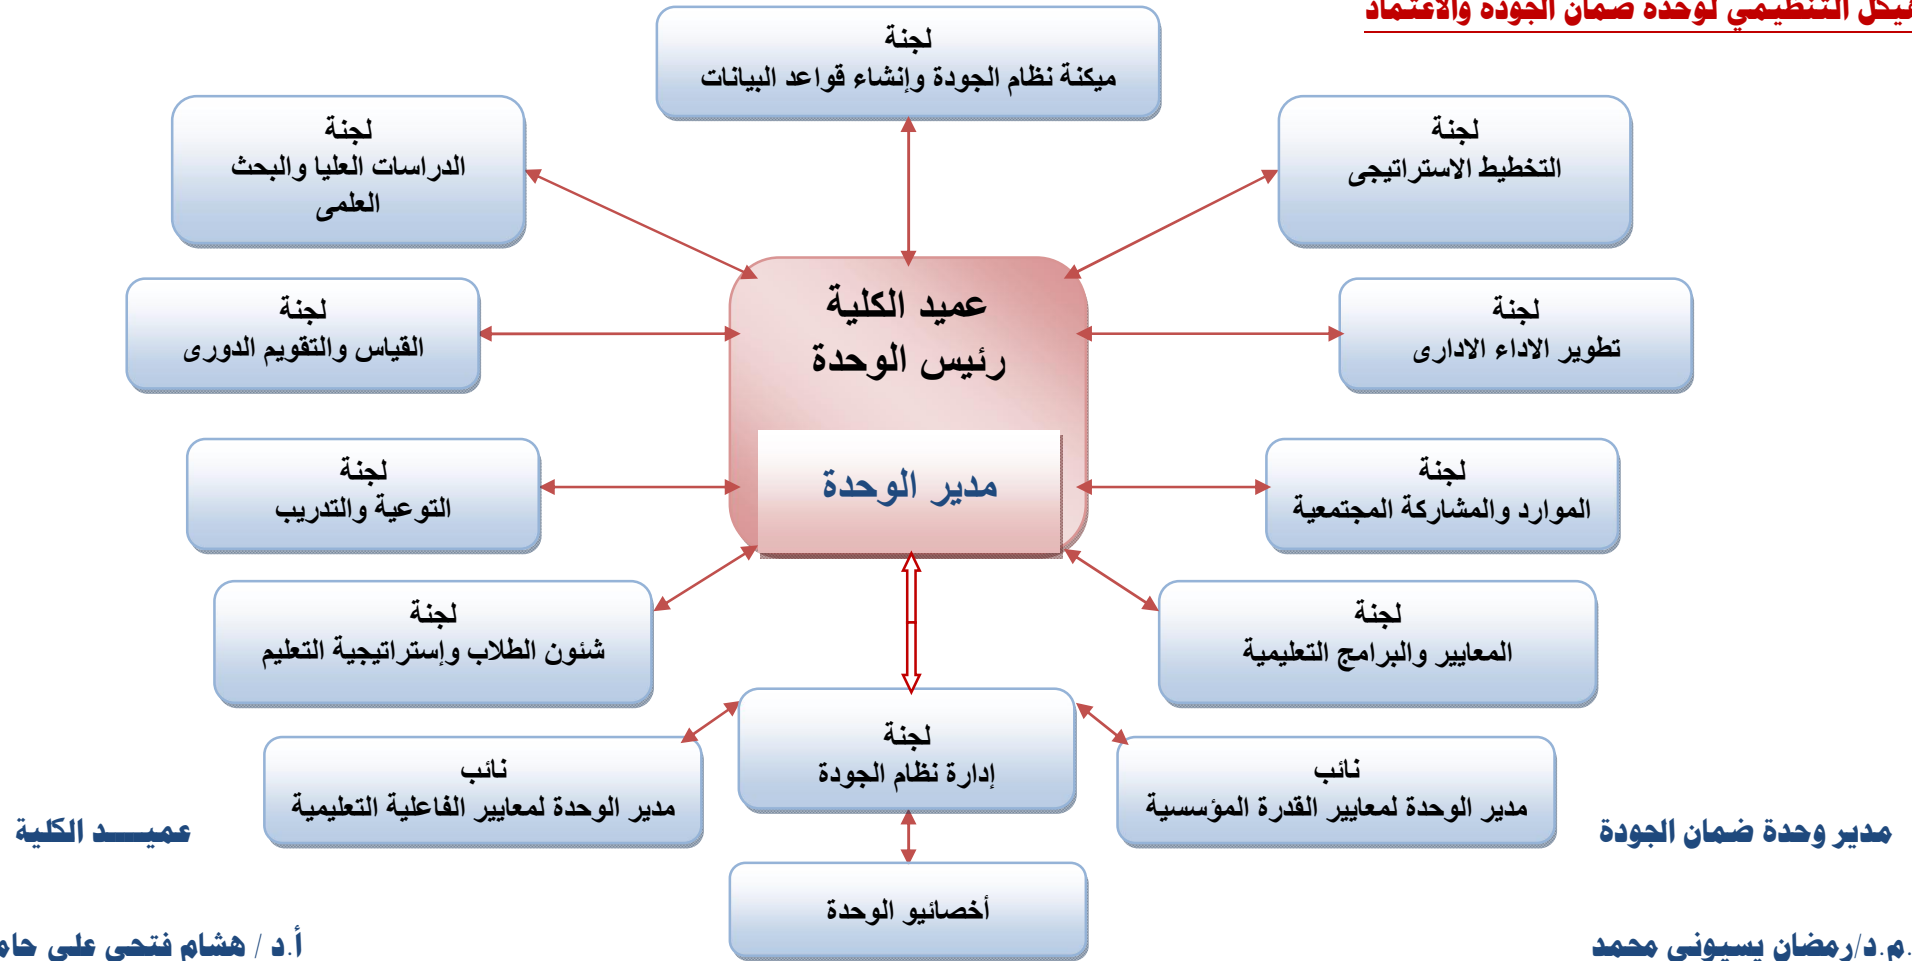 التنظيمي لوحدة ضمان الجودة والاعتماد
لجنة
ميكنة نظام الجودة وإنشاء قواعد البيانات
لجنة
التخطيط الاستراتيجى
لجنة
الدراسات العليا والبحث
العلمى
عميد الكلية
رئيس الوحدة
مدير الوحدة
لجنة
تطوير الاداء الادارى
لجنة
القياس والتقويم الدورى
لجنة
الموارد والمشاركة المجتمعية
لجنة
التوعية والتدريب
لجنة
المعايير والبرامج التعليمية
لجنة
شئون الطلاب وإستراتيجية التعليم
لجنة
إدارة نظام الجودة
نائب
مدير الوحدة لمعايير القدرة المؤسسية
نائب
مدير الوحدة لمعايير الفاعلية التعليمية
أخصائيو الوحدة
مدير وحدة ضمان الجودة
عميـــــد الكلية
م.د/رمضان بسيونى محمد
أ.د / هشام فتحى على